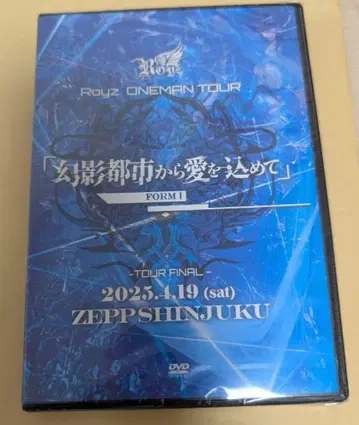 Royz
Royz ONEMAN TOUR
「幻影都市から愛を込めて」
FORM I
-TOUR FINAL -
2025.4.19 (sat)
ZEPP SHINJUKU
DVD
VIDEO